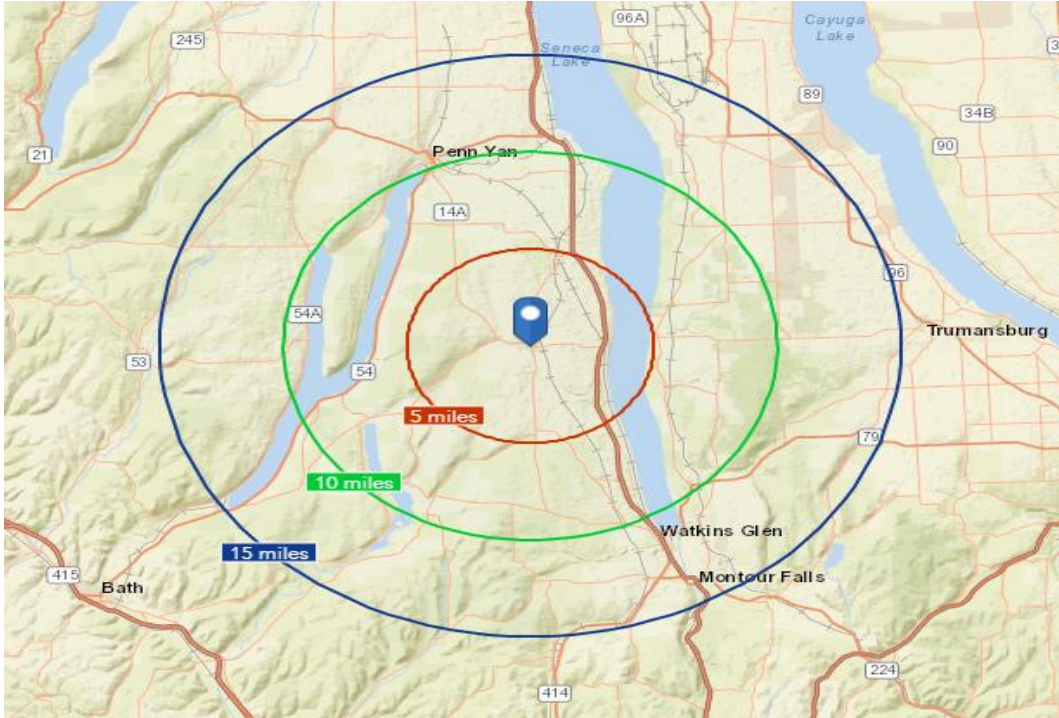 96A
Cayuga
Lake
245
Seneca
Lake
3
89
34B
21
Penn Yan
90
14A
96
54A
Trumansburg
53
54
5 miles
79
10 miles
Watkins Glen
15 miles
415
Bath
Montour Falls
224
414